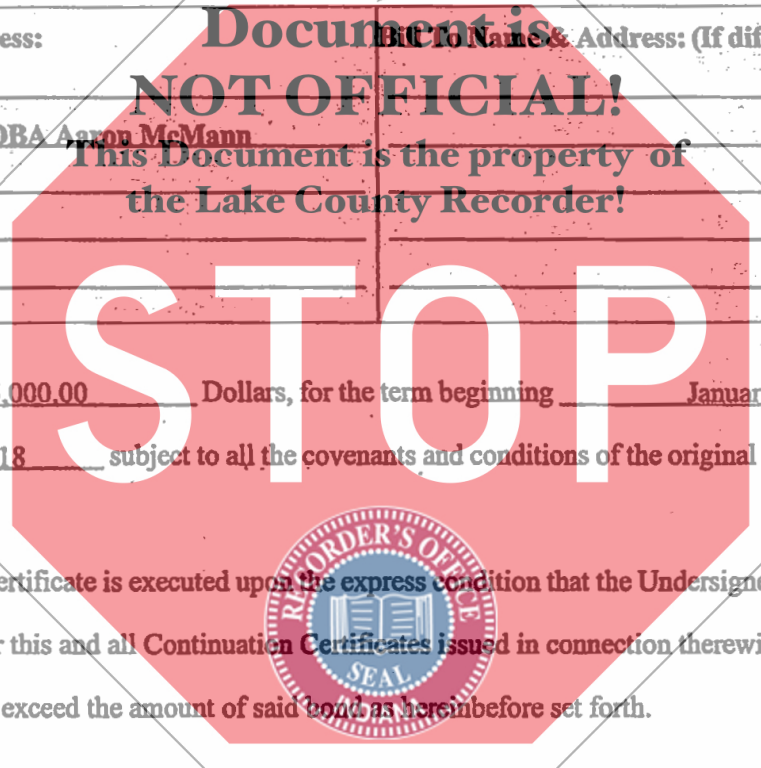 ess:
Bill To Name & Address: (If dif
Document is
NOT OFFICIAL!
DBA Aaron McMann
This Document is the property of
the Lake County Recorder!
STOP
,000.00 Dollars, for the term beginning Januar
18 subject to all the covenants and conditions of the original
RECORDER'S OFFICE
SEAL
INDIANA
ertificate is executed upon the express condition that the Undersigne
r this and all Continuation Certificates issued in connection therewi
exceed the amount of said bond as hereinbefore set forth.